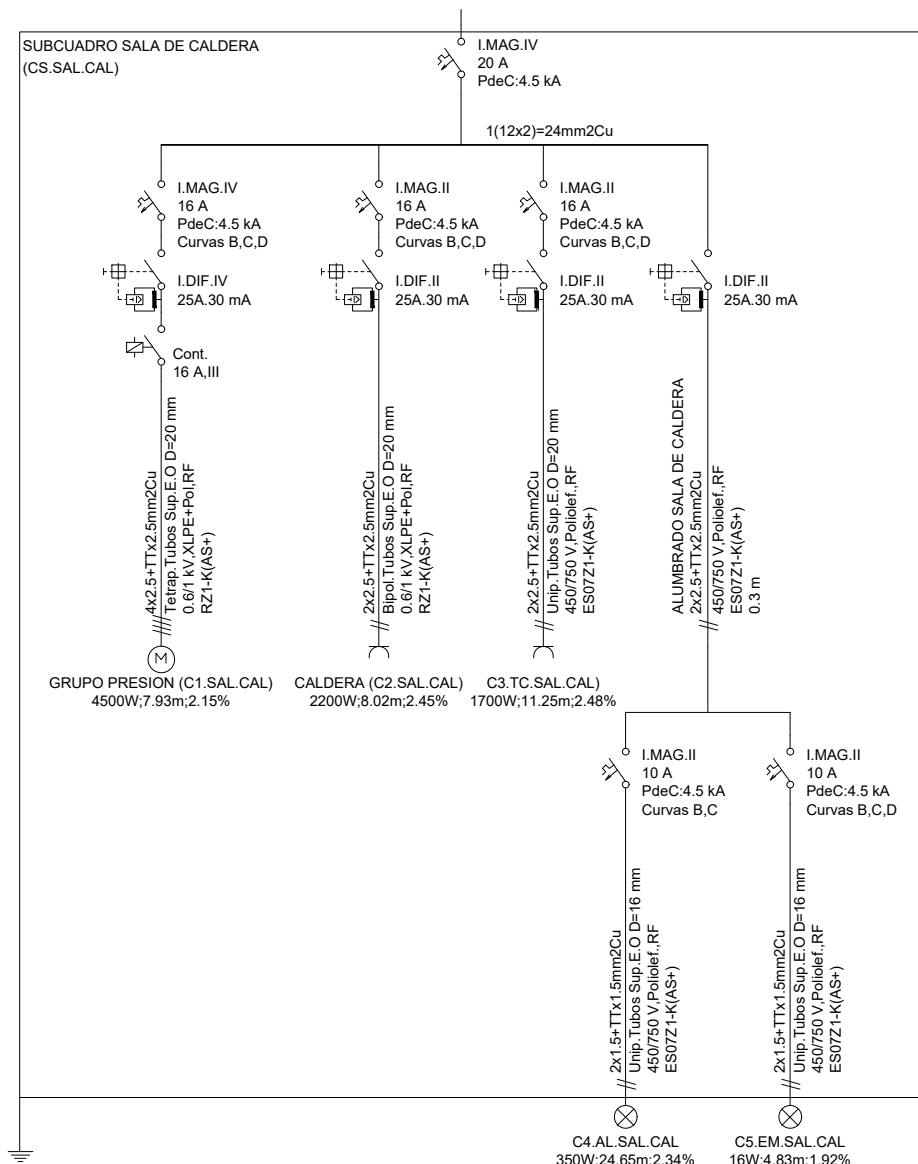 SUBCUADRO SALA DE CALDERA
(CS.SAL.CAL)
I.MAG.IV
20 A
PdeC:4.5 kA
1(12x2)=24mm2Cu
I.MAG.IV
16 A
PdeC:4.5 kA
Curvas B,C,D
I.MAG.II
16 A
PdeC:4.5 kA
Curvas B,C,D
I.MAG.II
16 A
PdeC:4.5 kA
Curvas B,C,D
I.DIF.IV
25A.30 mA
I.DIF.II
25A.30 mA
I.DIF.II
25A.30 mA
I.DIF.II
25A.30 mA
Cont.
16 A,III
4x2.5+TTx2.5mm2Cu
Tetrap.Tubos Sup.E.O D=20 mm
0.6/1 kV,XLPE+Pol,RF
RZ1-K(AS+)
2x2.5+TTx2.5mm2Cu
Bipol.Tubos Sup.E.O D=20 mm
0.6/1 kV,XLPE+Pol,RF
RZ1-K(AS+)
2x2.5+TTx2.5mm2Cu
Unip.Tubos Sup.E.O D=20 mm
450/750 V,Poliolef.,RF
ES07Z1-K(AS+)
ALUMBRADO SALA DE CALDERA
2x2.5+TTx2.5mm2Cu
450/750 V,Poliolef.,RF
ES07Z1-K(AS+)
0.3 m
M
GRUPO PRESION (C1.SAL.CAL)
4500W;7.93m;2.15%
CALDERA (C2.SAL.CAL)
2200W;8.02m;2.45%
C3.TC.SAL.CAL)
1700W;11.25m;2.48%
I.MAG.II
10 A
PdeC:4.5 kA
Curvas B,C
I.MAG.II
10 A
PdeC:4.5 kA
Curvas B,C,D
2x1.5+TTx1.5mm2Cu
Unip.Tubos Sup.E.O D=16 mm
450/750 V,Poliolef.,RF
ES07Z1-K(AS+)
2x1.5+TTx1.5mm2Cu
Unip.Tubos Sup.E.O D=16 mm
450/750 V,Poliolef.,RF
ES07Z1-K(AS+)
C4.AL.SAL.CAL
350W;24.65m;2.34%
C5.EM.SAL.CAL
16W;4.83m;1.92%